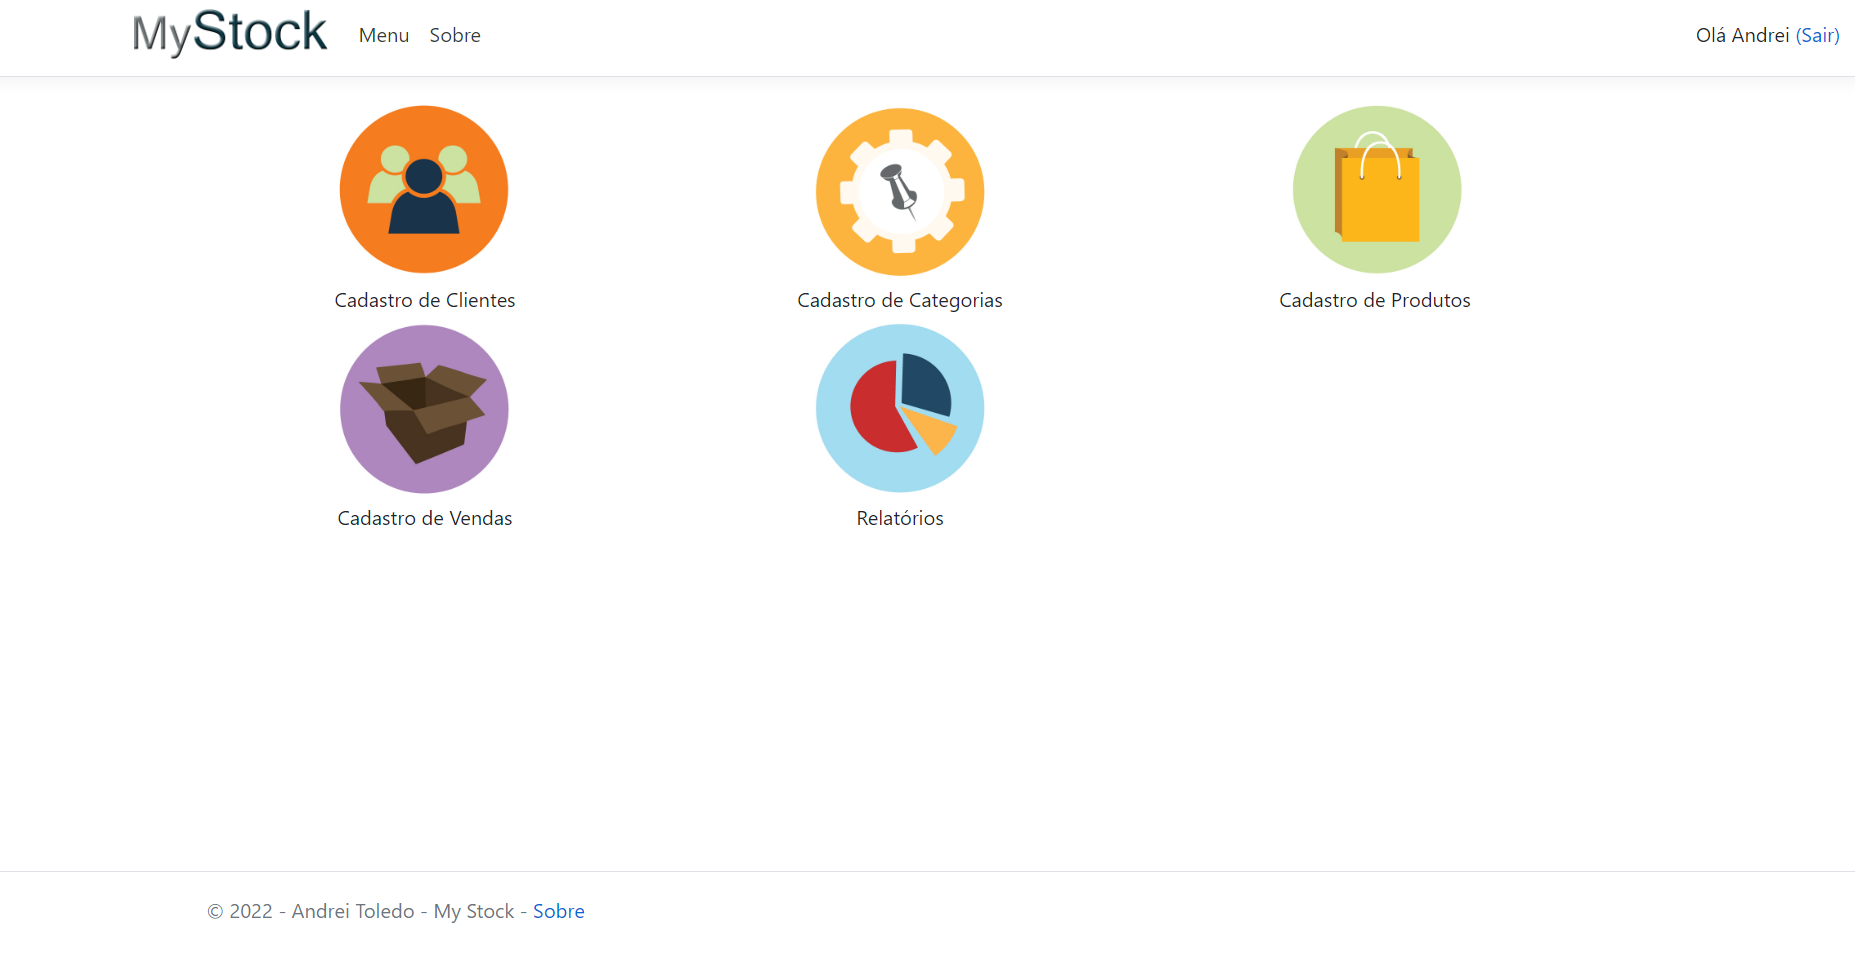 MyStock Menu Sobre Olá Andrei (Sair)
Cadastro de Clientes Cadastro de Categorias Cadastro de Produtos
Cadastro de Vendas Relatórios
© 2022 - Andrei Toledo - My Stock - Sobre